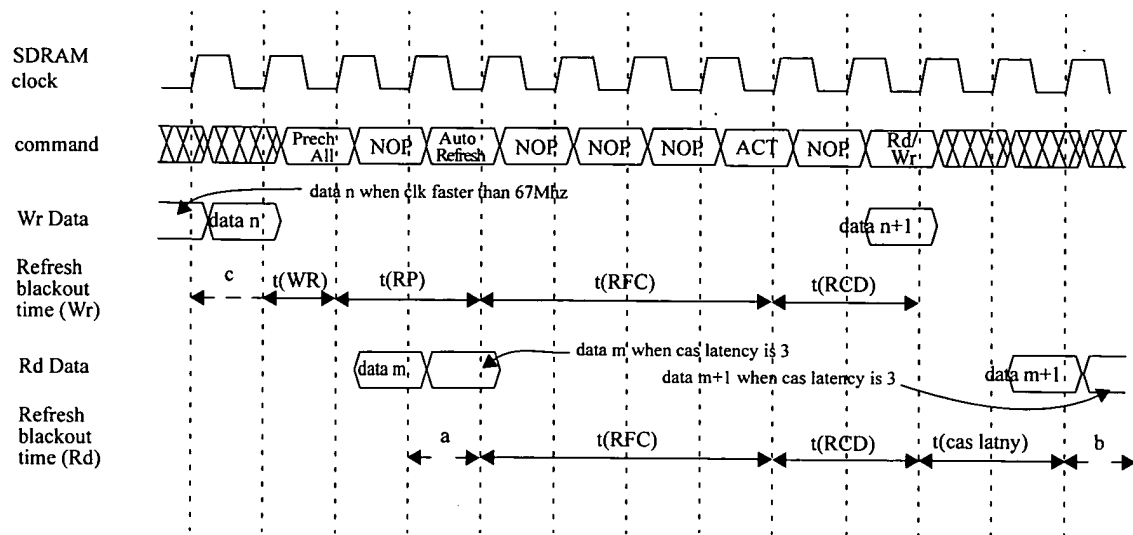 SDRAM
clock
command
Prech
All
NOP
Auto
Refresh
NOP
NOP
NOP
ACT
NOP
Rd/
Wr
data n when clk faster than 67Mhz
Wr Data
data n
data n+1
Refresh
blackout
time (Wr)
c
t(WR)
t(RP)
t(RFC)
t(RCD)
Rd Data
data m
data m when cas latency is 3
data m+1 when cas latency is 3
data m+1
Refresh
blackout
time (Rd)
a
t(RFC)
t(RCD)
t(cas latny)
b